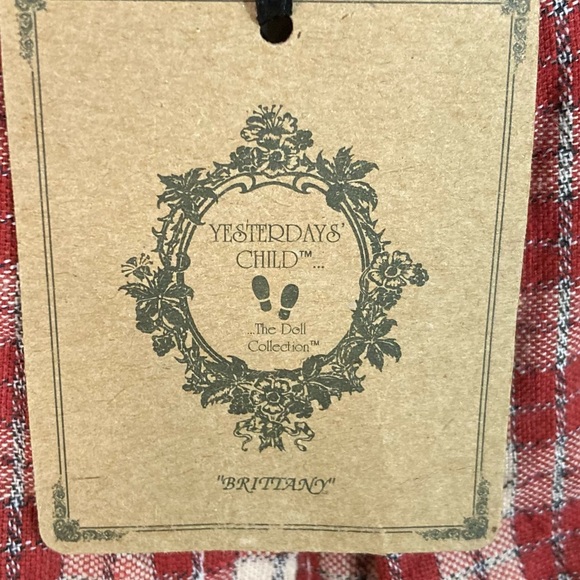 YESTERDAYS'
CHILD™...
...The Doll
Collection™
"BRITTANY"